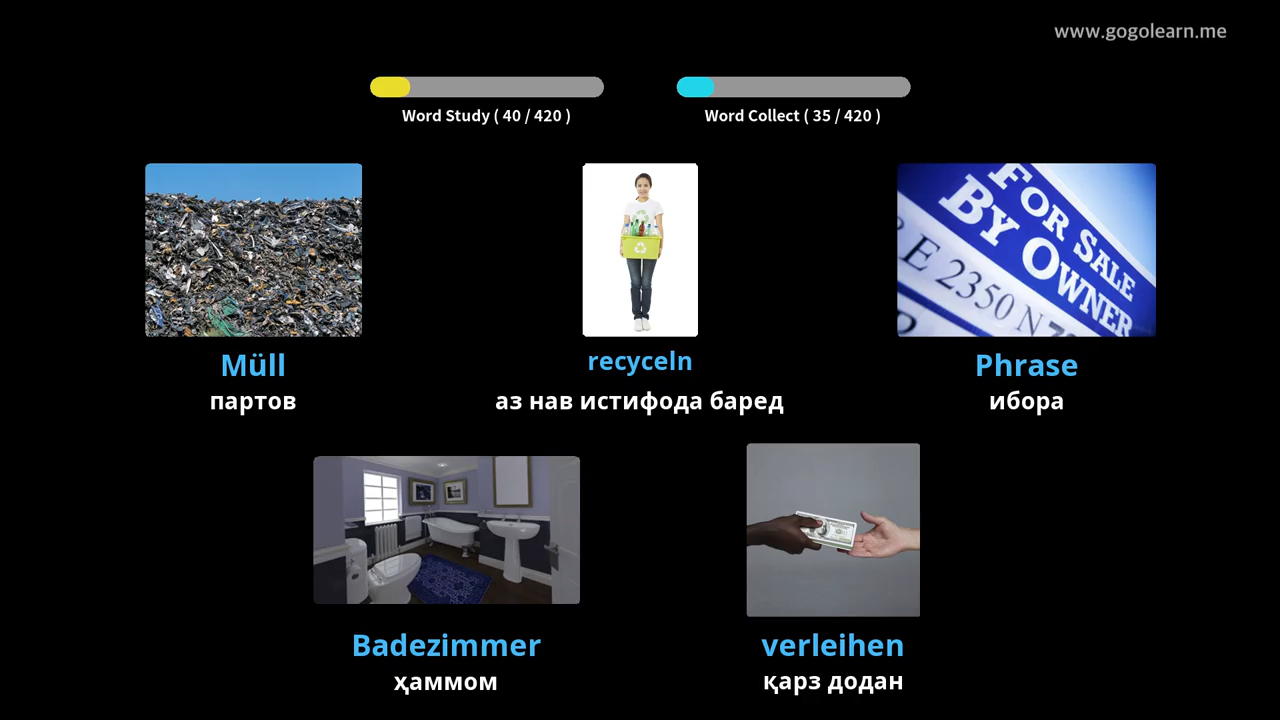 www.gogolearn.me
Word Study ( 40 / 420 )
Word Collect ( 35 / 420 )
FOR SALE
BY OWNER
E 2350 N
Müll
recyceln
Phrase
партов
аз нав истифода баред
ибора
Badezimmer
verleihen
ҳаммом
қарз додан